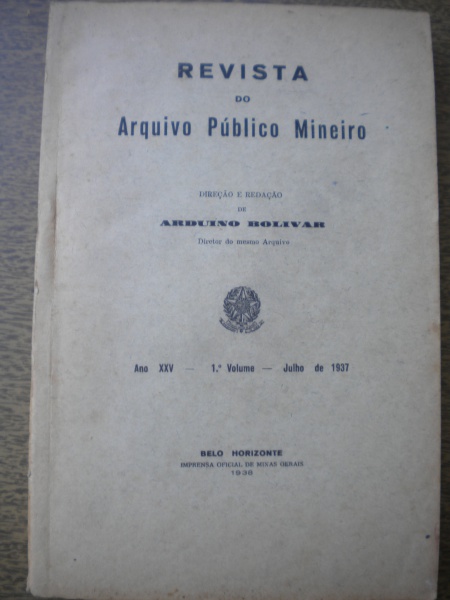 REVISTA
DO
Arquivo Público Mineiro
DIREÇÃO E REDAÇÃO
DE
ARDUINO BOLIVAR
Diretor do mesmo Arquivo
Ano XXV — 1.º Volume — Julho de 1937
BELO HORIZONTE
IMPRENSA OFICIAL DE MINAS GERAIS
1938